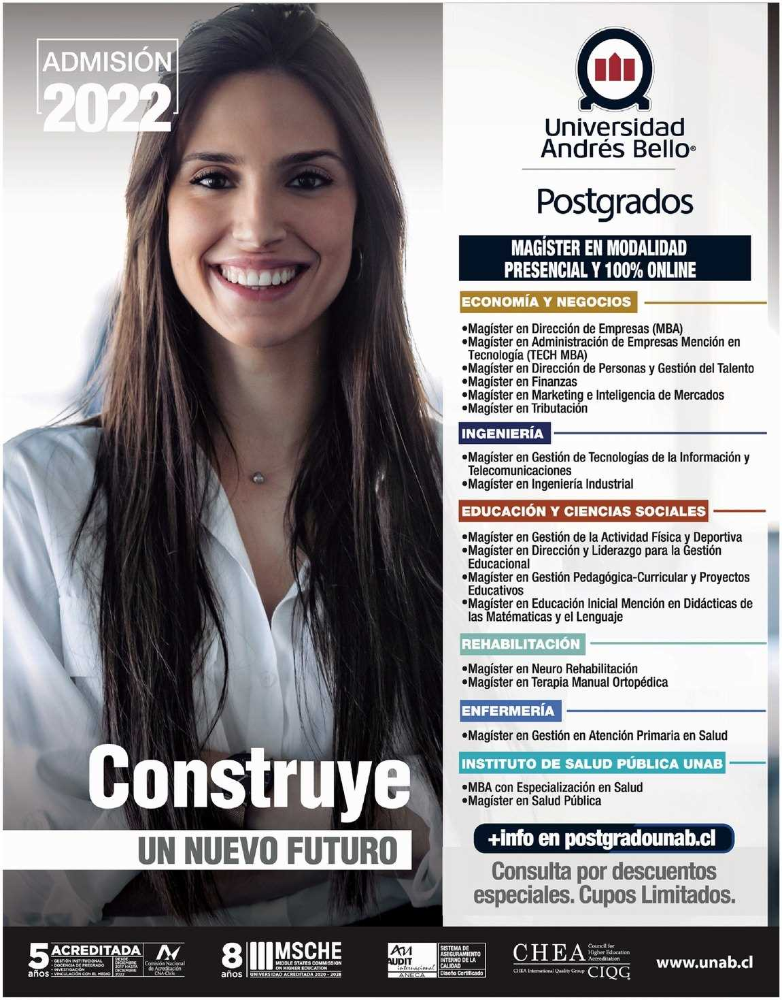 ADMISIÓN
2022
Universidad
Andrés Bello®
Postgrados
MAGÍSTER EN MODALIDAD
PRESENCIAL Y 100% ONLINE
ECONOMÍA Y NEGOCIOS
•Magíster en Dirección de Empresas (MBA)
•Magíster en Administración de Empresas Mención en
Tecnología (TECH MBA)
•Magíster en Dirección de Personas y Gestión del Talento
•Magíster en Finanzas
•Magíster en Marketing e Inteligencia de Mercados
•Magíster en Tributación
INGENIERÍA
•Magíster en Gestión de Tecnologías de la Información y
Telecomunicaciones
•Magíster en Ingeniería Industrial
EDUCACIÓN Y CIENCIAS SOCIALES
•Magíster en Gestión de la Actividad Física y Deportiva
•Magíster en Dirección y Liderazgo para la Gestión
Educacional
•Magíster en Gestión Pedagógica-Curricular y Proyectos
Educativos
•Magíster en Educación Inicial Mención en Didácticas de
las Matématicas y el Lenguaje
REHABILITACIÓN
•Magíster en Neuro Rehabilitación
•Magíster en Terapia Manual Ortopédica
ENFERMERÍA
•Magíster en Gestión en Atención Primaria en Salud
INSTITUTO DE SALUD PÚBLICA UNAB
•MBA con Especialización en Salud
•Magíster en Salud Pública
Construye
UN NUEVO FUTURO
+info en postgradounab.cl
Consulta por descuentos
especiales. Cupos Limitados.
5 años
ACREDITADA
• GESTIÓN INSTITUCIONAL
• DOCENCIA DE PREGRADO
• INVESTIGACIÓN
• VINCULACIÓN CON EL MEDIO
DESDE
DICIEMBRE
2017 HASTA
DICIEMBRE
2022
Comisión Nacional
de Acreditación
CNA-Chile
8 años
MSCHE
MIDDLE STATES COMMISSION
ON HIGHER EDUCATION
UNIVERSIDAD ACREDITADA 2020 - 2028
AUDIT
internacional
ANECA
SISTEMA DE
ASEGURAMIENTO
INTERNO DE LA
CALIDAD
Diseño Certificado
CHEA
Council for
Higher Education
Accreditation
CHEA International Quality Group
CIQG
www.unab.cl